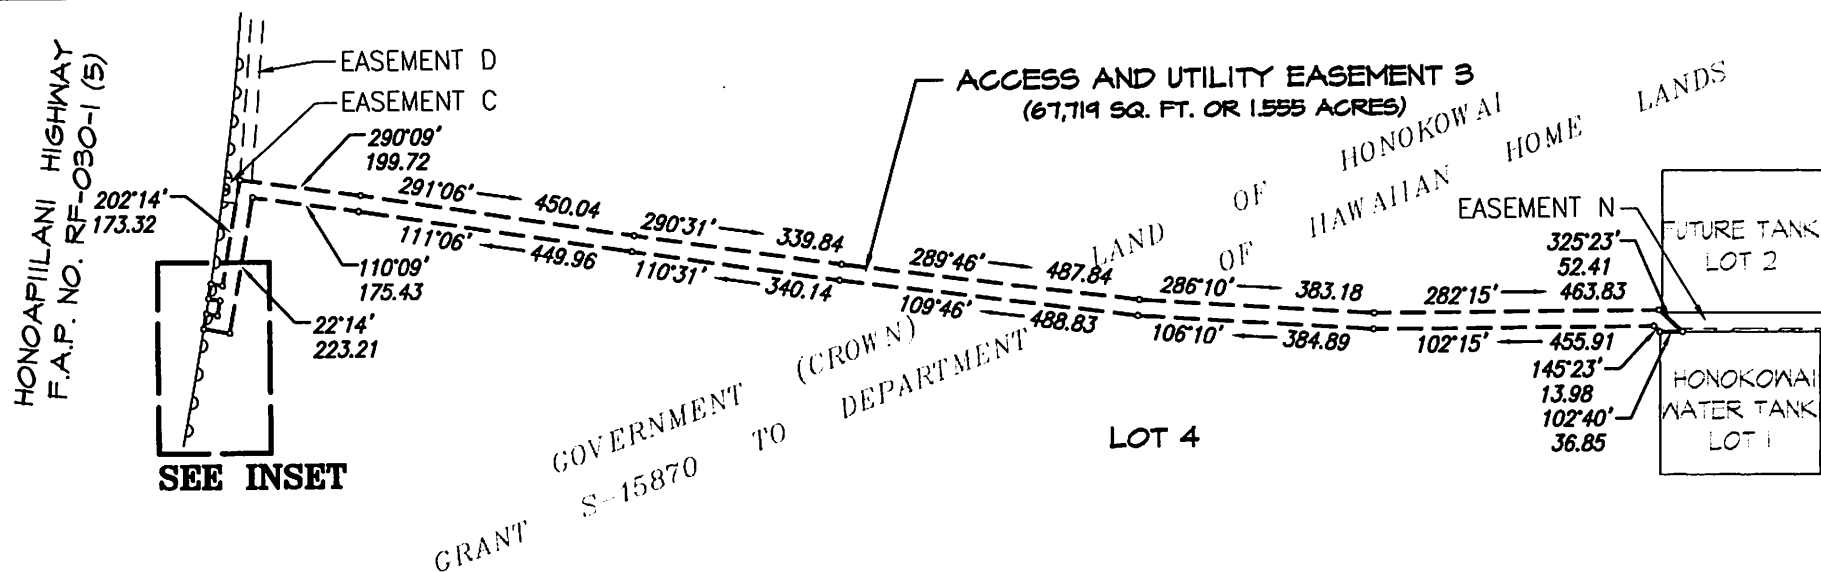 HONOAPIILANI HIGHWAY
F.A.P. NO. RF-030-1 (5)
EASEMENT D
EASEMENT C
290°09'
199.72
202°14'
173.32
291°06' 450.04
290°31' 339.84
289°46' 487.84
286°10' 383.18
282°15' 463.83
111°06' 449.96
110°09'
175.43
110°31' 340.14
109°46' 488.83
106°10' 384.89
102°15' 455.91
22°14'
223.21
SEE INSET
ACCESS AND UTILITY EASEMENT 3
(67,719 SQ. FT. OR 1.555 ACRES)
EASEMENT N
325°23'
52.41
145°23'
13.98
102°40'
36.85
FUTURE TANK
LOT 2
HONOKOWAI
WATER TANK
LOT 1
LOT 4
GOVERNMENT (CROWN) LAND OF HONOKOWAI
GRANT S-15870 TO DEPARTMENT OF HAWAIIAN HOME LANDS